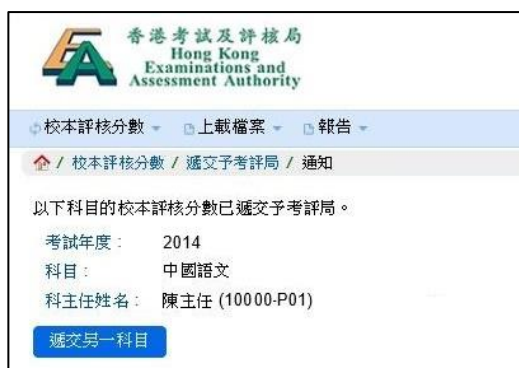 香港考試及評核局
Hong Kong
Examinations and
Assessment Authority
校本評核分數 上載檔案 報告
/ 校本評核分數 / 遞交予考評局 / 通知
以下科目的校本評核分數已遞交予考評局。
考試年度： 2014
科目： 中國語文
科主任姓名： 陳主任 (10000-P01)
遞交另一科目